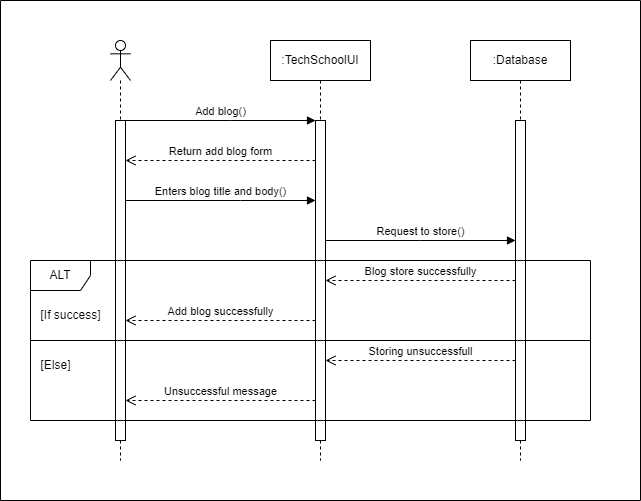 :TechSchoolUI
:Database
Add blog()
Return add blog form
Enters blog title and body()
Request to store()
ALT
Blog store successfully
[If success]
Add blog successfully
Storing unsuccessfull
[Else]
Unsuccessful message